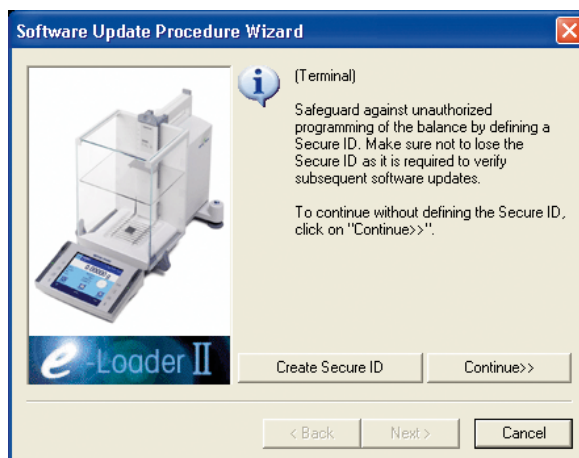 Software Update Procedure Wizard
(Terminal)
Safeguard against unauthorized
programming of the balance by defining a
Secure ID. Make sure not to lose the
Secure ID as it is required to verify
subsequent software updates.
To continue without defining the Secure ID,
click on "Continue>>".
0.00000 g
e-Loader II
Create Secure ID
Continue>>
< Back
Next >
Cancel